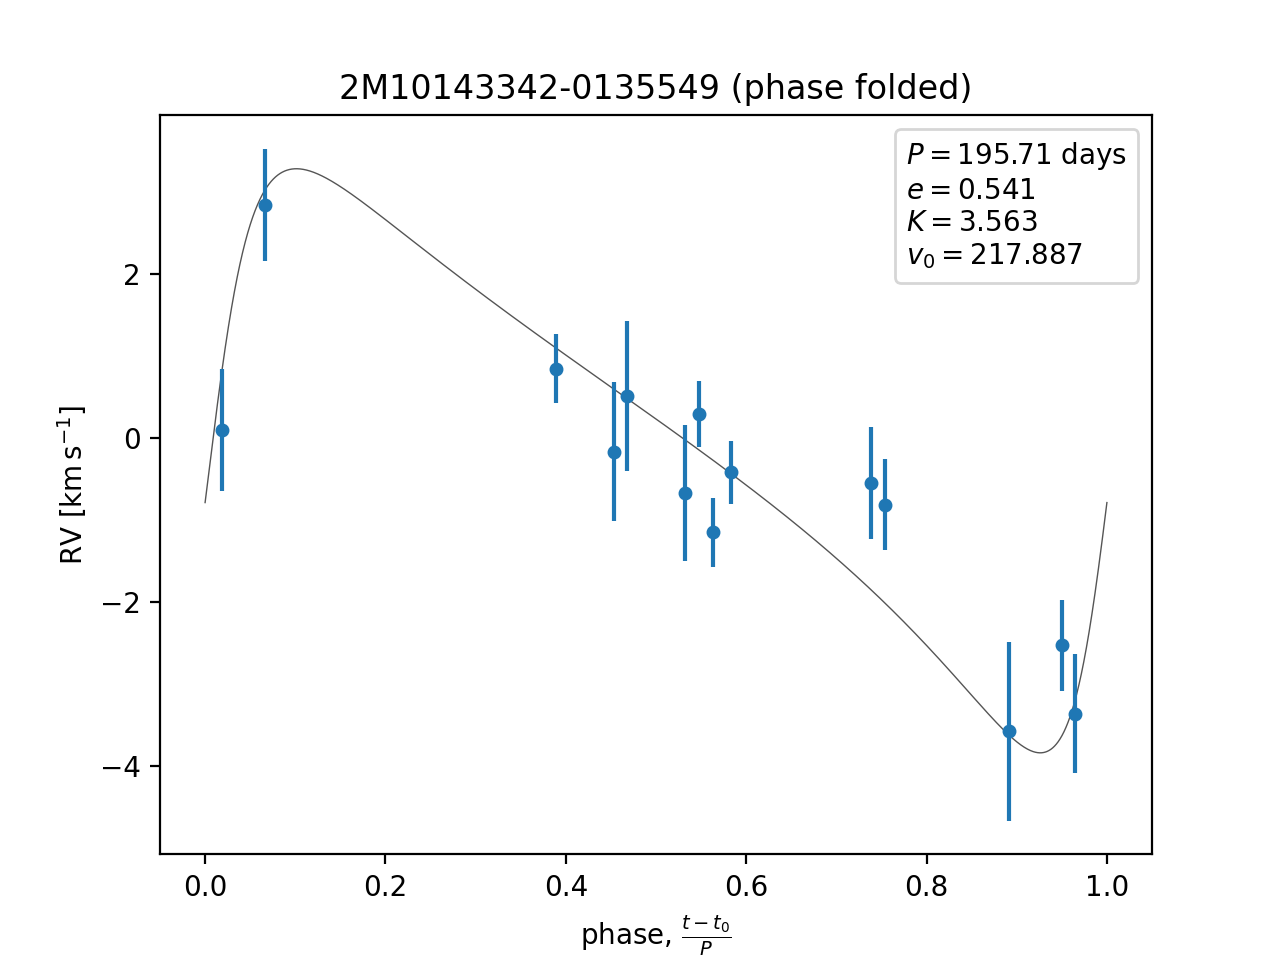 2M10143342-0135549 (phase folded)
P = 195.71 days
e = 0.541
K = 3.563
v₀ = 217.887
RV [km s⁻¹]
2
0
−2
−4
0.0 0.2 0.4 0.6 0.8 1.0
phase, (t − t₀)/P